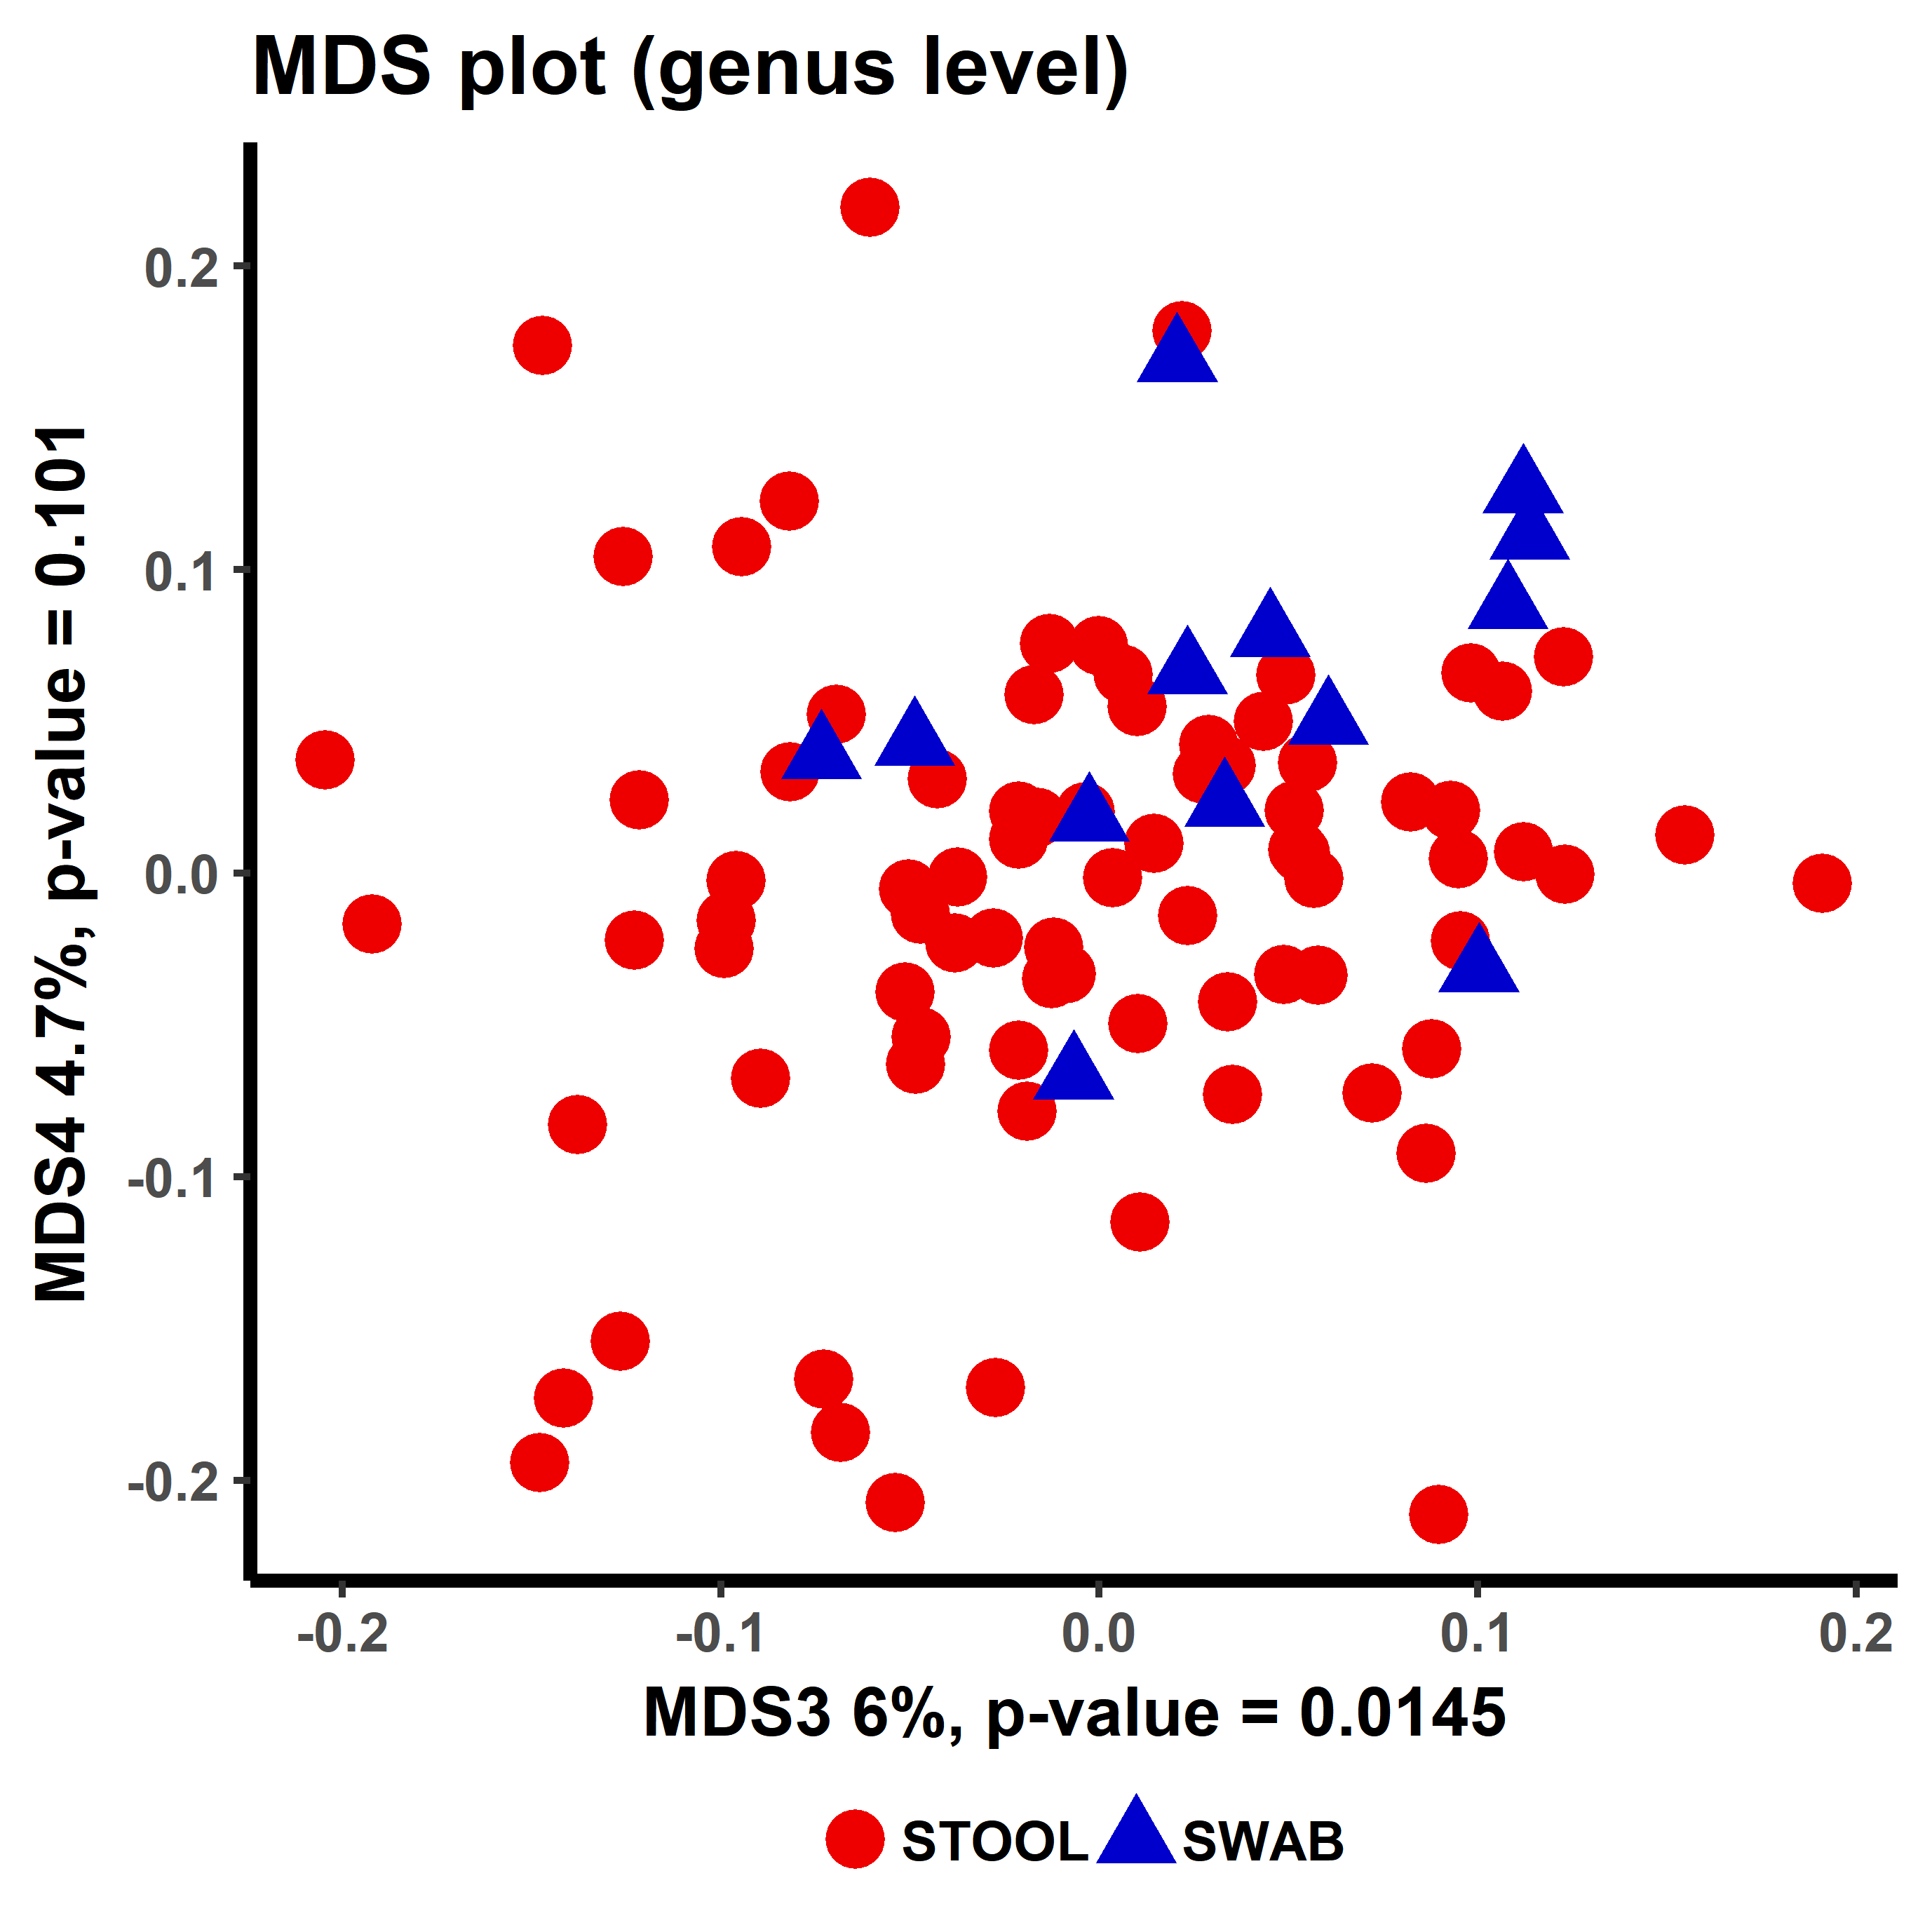 MDS plot (genus level)
MDS4 4.7%, p-value = 0.101
0.2
0.1
0.0
-0.1
-0.2
-0.2 -0.1 0.0 0.1 0.2
MDS3 6%, p-value = 0.0145
STOOL SWAB